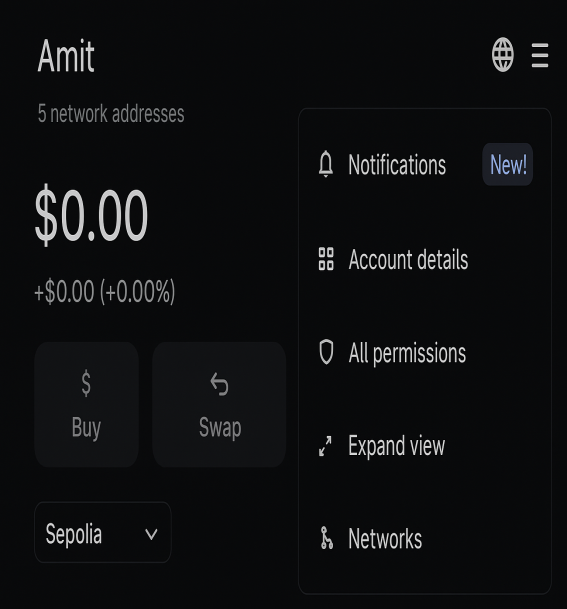 Amit
5 network addresses
$0.00
+$0.00 (+0.00%)
$
Buy
Swap
Sepolia
Notifications
New!
Account details
All permissions
Expand view
Networks